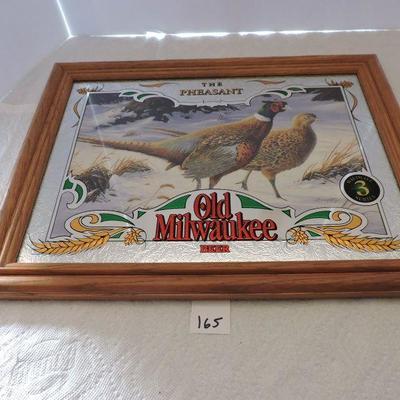 THE
PHEASANT
3
Old
Milwaukee
BEER
165